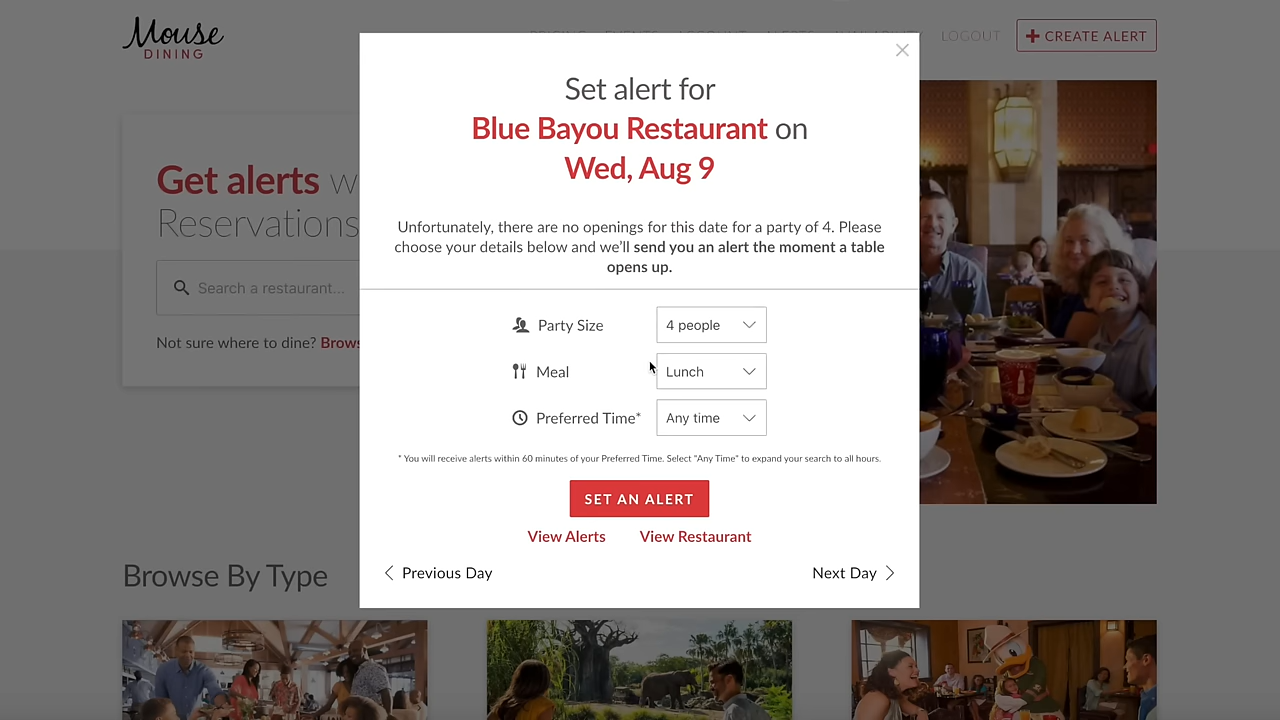 Mouse
DINING
LOGOUT
CREATE ALERT
Set alert for
Blue Bayou Restaurant on
Wed, Aug 9
Get alerts w
Reservations
Unfortunately, there are no openings for this date for a party of 4. Please
choose your details below and we'll send you an alert the moment a table
opens up.
Search a restaurant...
Party Size
4 people
Not sure where to dine? Brows
Meal
Lunch
Preferred Time*
Any time
* You will receive alerts within 60 minutes of your Preferred Time. Select "Any Time" to expand your search to all hours.
SET AN ALERT
View Alerts
View Restaurant
Previous Day
Next Day
Browse By Type